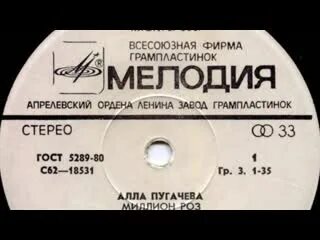 ВСЕСОЮЗНАЯ ФИРМА
ГРАМПЛАСТИНОК
МЕЛОДИЯ
АПРЕЛЕВСКИЙ ОРДЕНА ЛЕНИНА ЗАВОД ГРАМПЛАСТИНОК
СТЕРЕО 33
ГОСТ 5289-80 1
С62—18531 Гр. 3. 1-35
АЛЛА ПУГАЧЕВА
МИЛЛИОН РОЗ